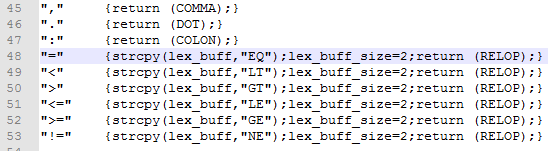 45 "," {return (COMMA);}
46 "." {return (DOT);}
47 ":" {return (COLON);}
48 "=" {strcpy(lex_buff,"EQ");lex_buff_size=2;return (RELOP);}
49 "<" {strcpy(lex_buff,"LT");lex_buff_size=2;return (RELOP);}
50 ">" {strcpy(lex_buff,"GT");lex_buff_size=2;return (RELOP);}
51 "<=" {strcpy(lex_buff,"LE");lex_buff_size=2;return (RELOP);}
52 ">=" {strcpy(lex_buff,"GE");lex_buff_size=2;return (RELOP);}
53 "!=" {strcpy(lex_buff,"NE");lex_buff_size=2;return (RELOP);}